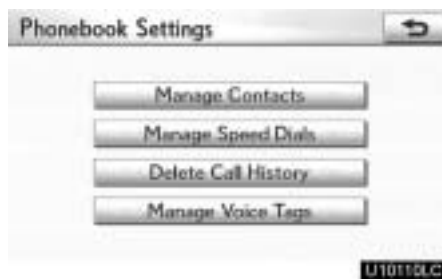 Phonebook Settings
Manage Contacts
Manage Speed Dials
Delete Call History
Manage Voice Tags
U10110LC